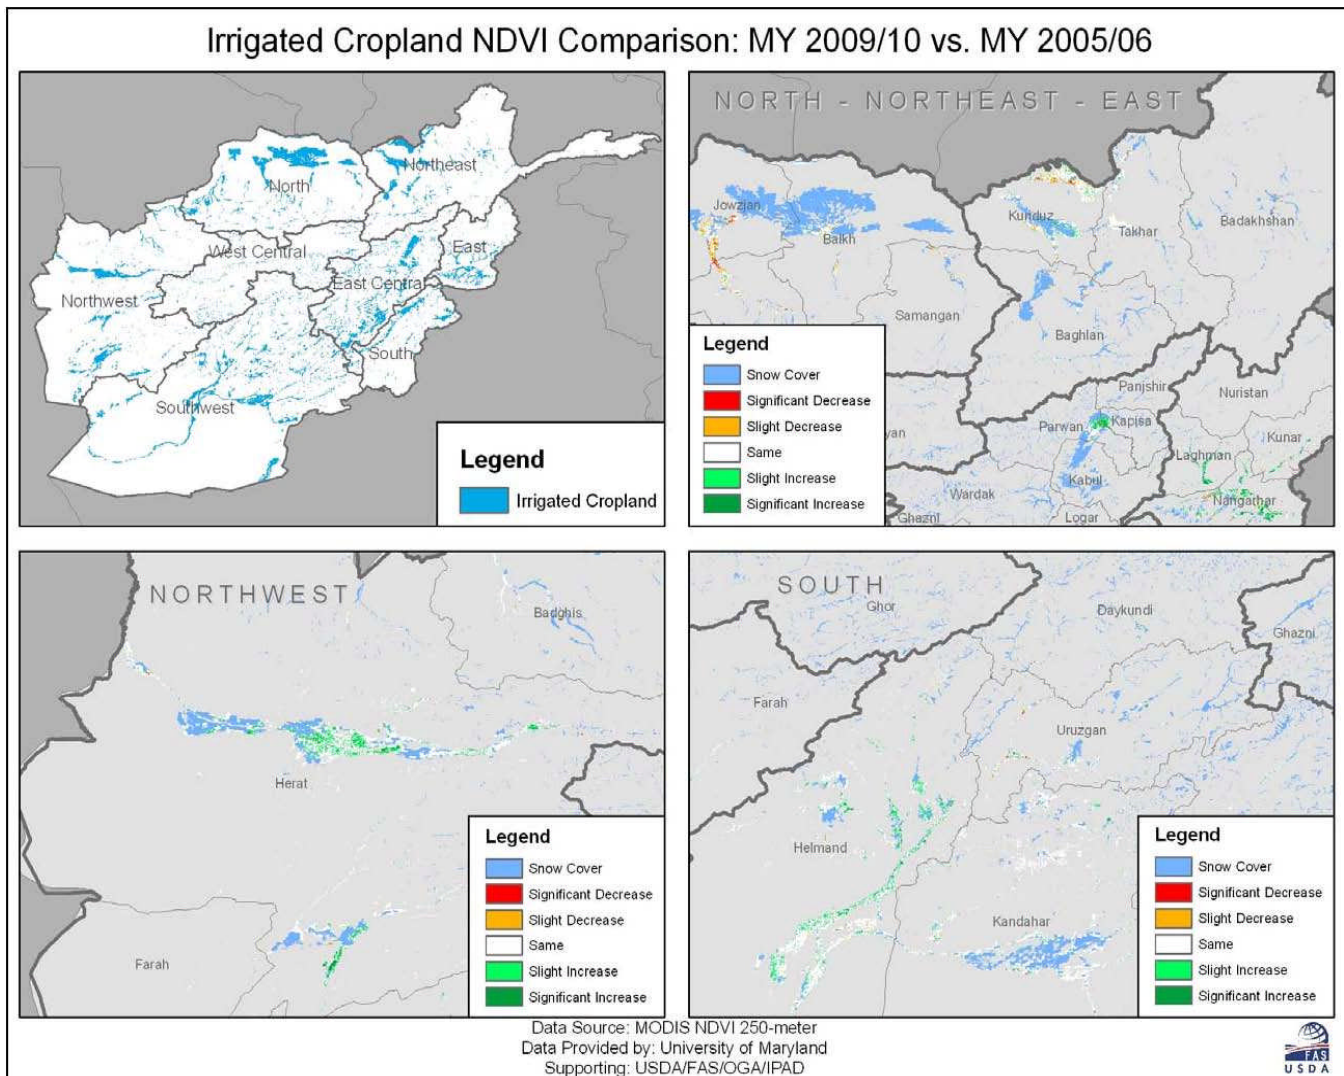 Irrigated Cropland NDVI Comparison: MY 2009/10 vs. MY 2005/06
Northeast
North
West Central
East
East Central
Northwest
South
Southwest
Legend
Irrigated Cropland
NORTH - NORTHEAST - EAST
Jowzjan
Balkh
Kunduz
Takhar
Badakhshan
Samangan
Baghlan
Panjshir
Nuristan
yan
Parwan
Kapisa
Kunar
Laghman
Kabul
Wardak
Nangarhar
Ghazni
Logar
Legend
Snow Cover
Significant Decrease
Slight Decrease
Same
Slight Increase
Significant Increase
NORTHWEST
Badghis
Herat
Farah
Legend
Snow Cover
Significant Decrease
Slight Decrease
Same
Slight Increase
Significant Increase
SOUTH
Ghor
Daykundi
Ghazni
Farah
Uruzgan
Helmand
Kandahar
Legend
Snow Cover
Significant Decrease
Slight Decrease
Same
Slight Increase
Significant Increase
Data Source: MODIS NDVI 250-meter
Data Provided by: University of Maryland
Supporting: USDA/FAS/OGA/IPAD
FAS
USDA